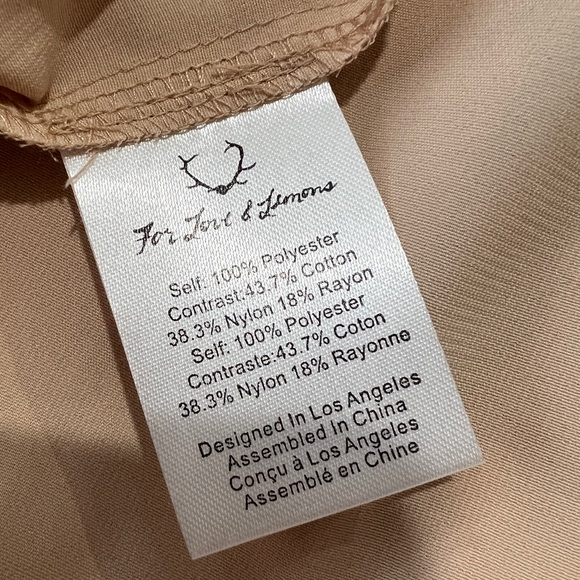 For Love & Lemons
Self: 100% Polyester
Contrast:43.7% Cotton
38.3% Nylon 18% Rayon
Self: 100% Polyester
Contraste:43.7% Coton
38.3% Nylon 18% Rayonne
Designed In Los Angeles
Assembled In China
Conçu à Los Angeles
Assemblé en Chine